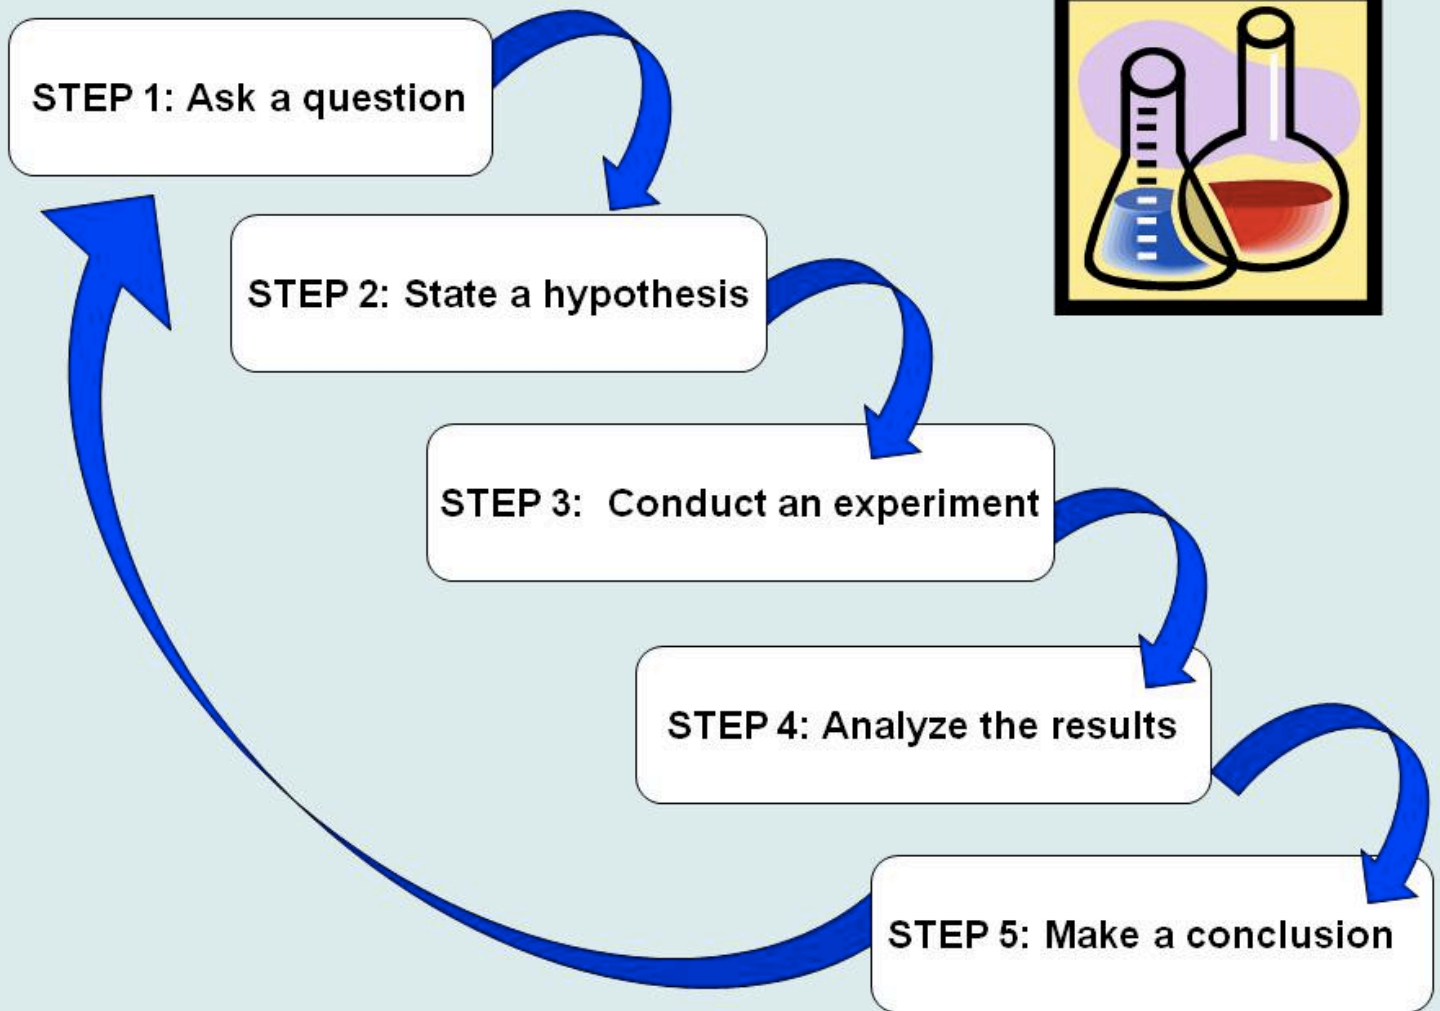 STEP 1: Ask a question
STEP 2: State a hypothesis
STEP 3: Conduct an experiment
STEP 4: Analyze the results
STEP 5: Make a conclusion